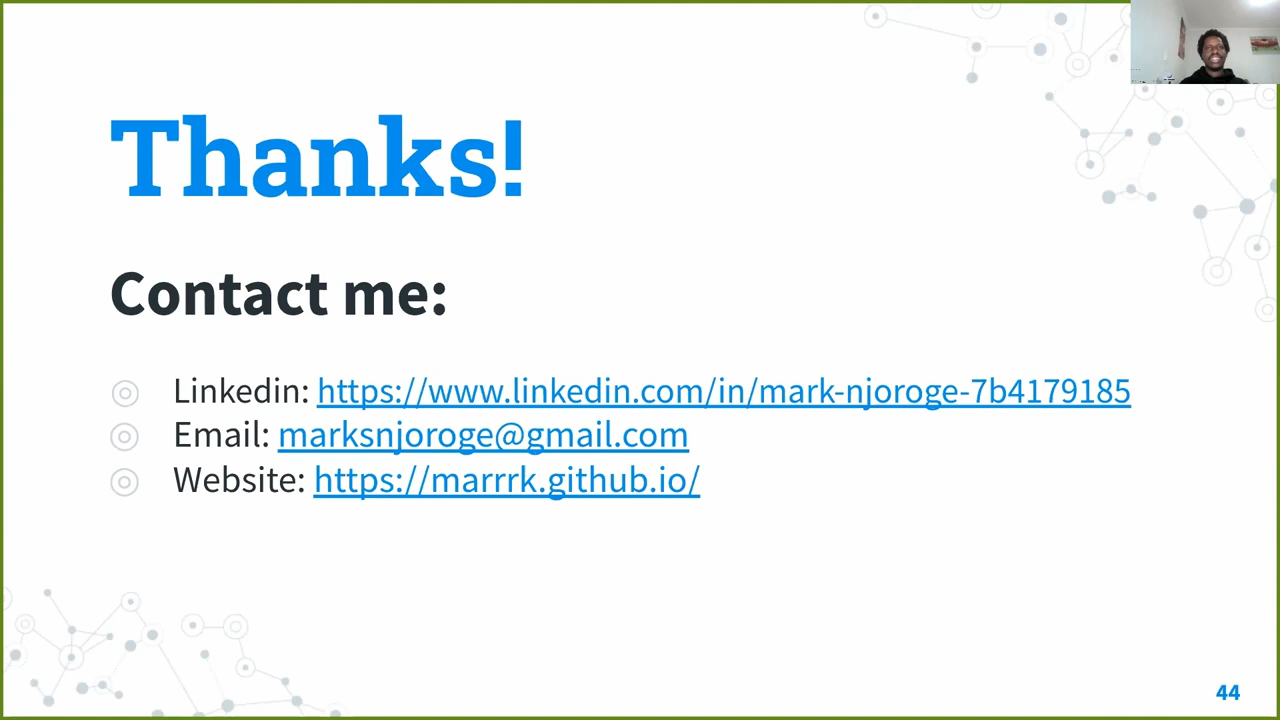 Thanks!
Contact me:
Linkedin: https://www.linkedin.com/in/mark-njoroge-7b4179185
Email: marksnjoroge@gmail.com
Website: https://marrrk.github.io/
44